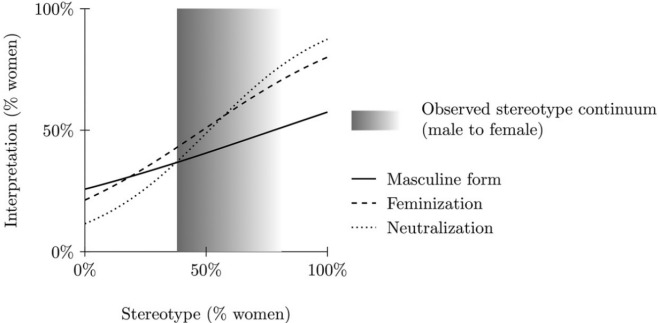 100%
50%
0%
Interpretation (% women)
0%
50%
100%
Stereotype (% women)
Observed stereotype continuum
(male to female)
Masculine form
Feminization
Neutralization